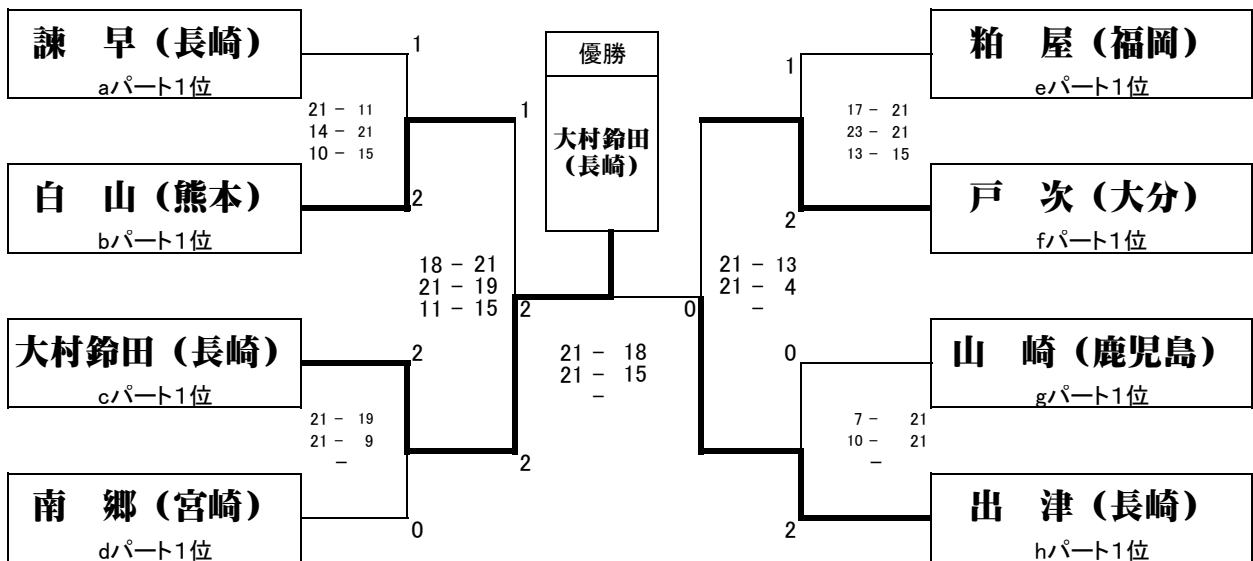 諫　早（長崎）
aパート1位
1
21 − 11
14 − 21
10 − 15
白　山（熊本）
bパート1位
2
1
18 − 21
21 − 19
11 − 15
大村鈴田（長崎）
cパート1位
2
21 − 19
21 − 9
−
南　郷（宮崎）
dパート1位
0
2
2
優勝
大村鈴田
（長崎）
21 − 18
21 − 15
−
0
粕　屋（福岡）
eパート1位
1
17 − 21
23 − 21
13 − 15
戸　次（大分）
fパート1位
2
21 − 13
21 − 4
−
山　崎（鹿児島）
gパート1位
0
7 − 21
10 − 21
−
出　津（長崎）
hパート1位
2